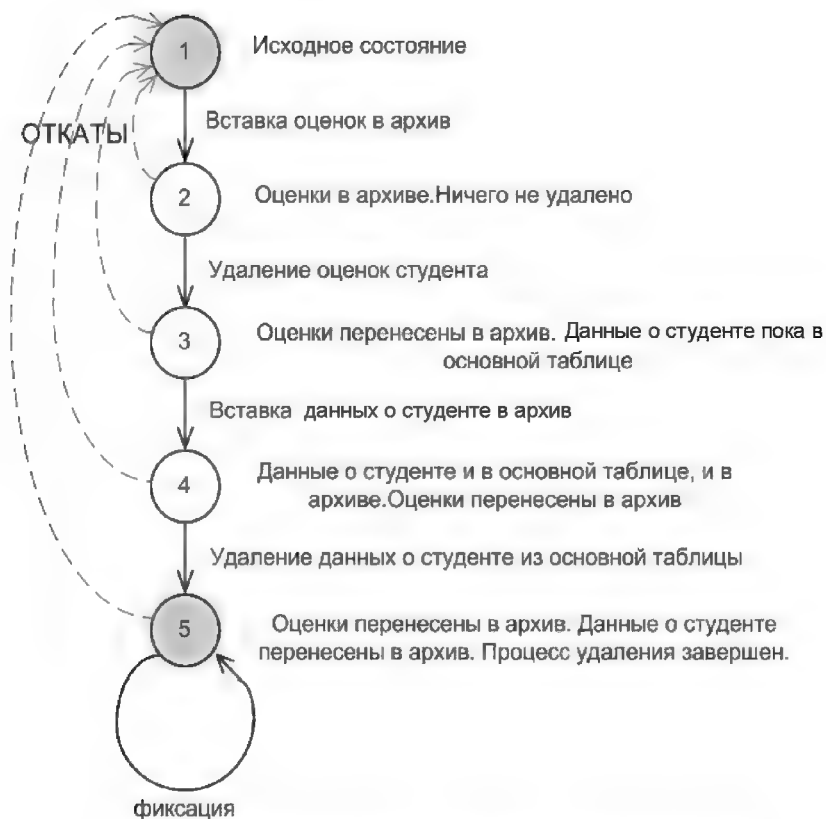 1
Исходное состояние
Вставка оценок в архив
ОТКАТЫ
2
Оценки в архиве.Ничего не удалено
Удаление оценок студента
3
Оценки перенесены в архив. Данные о студенте пока в
основной таблице
Вставка данных о студенте в архив
4
Данные о студенте и в основной таблице, и в
архиве.Оценки перенесены в архив
Удаление данных о студенте из основной таблицы
5
Оценки перенесены в архив. Данные о студенте
перенесены в архив. Процесс удаления завершен.
фиксация